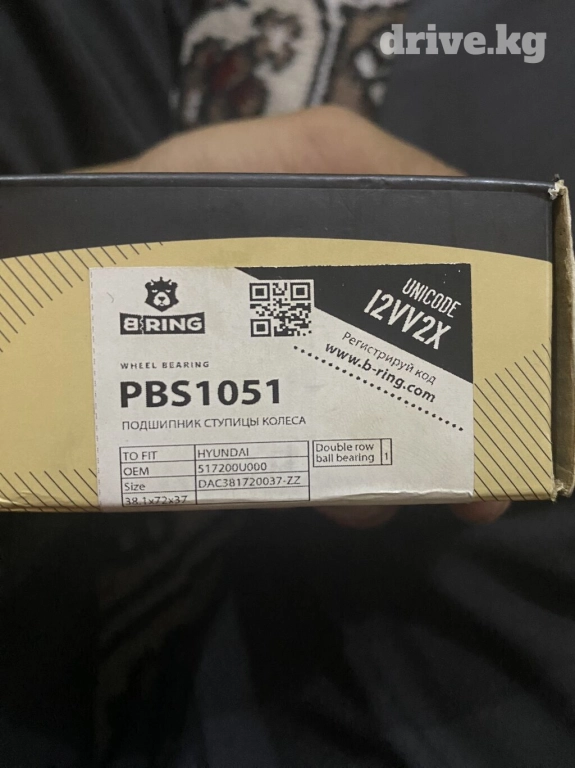 drive.kg
B-RING
UNICODE
I2VV2X
Регистрируй код
www.b-ring.com
WHEEL BEARING
PBS1051
ПОДШИПНИК СТУПИЦЫ КОЛЕСА
TO FIT HYUNDAI
OEM 517200U000
Size DAC381720037-ZZ
38.1x72x37
Double row
ball bearing 1